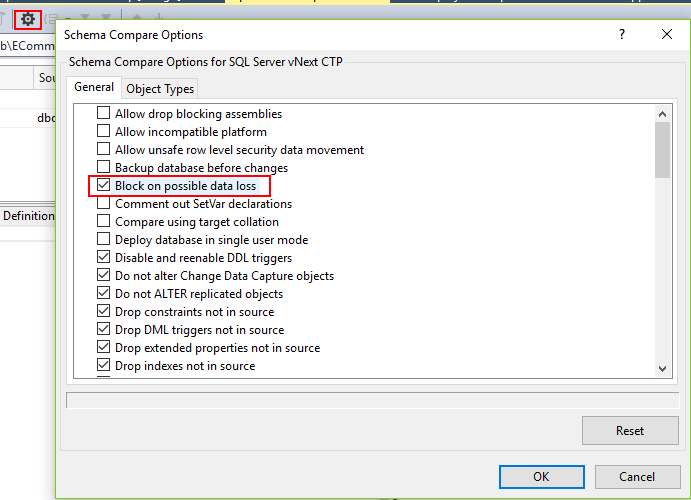 Schema Compare Options
?
b\EComm
Schema Compare Options for SQL Server vNext CTP
General
Object Types
Sou
dbo
Allow drop blocking assemblies
Allow incompatible platform
Allow unsafe row level security data movement
Backup database before changes
Block on possible data loss
Comment out SetVar declarations
Compare using target collation
Deploy database in single user mode
Disable and reenable DDL triggers
Do not alter Change Data Capture objects
Do not ALTER replicated objects
Drop constraints not in source
Drop DML triggers not in source
Drop extended properties not in source
Drop indexes not in source
Definition
Reset
OK
Cancel